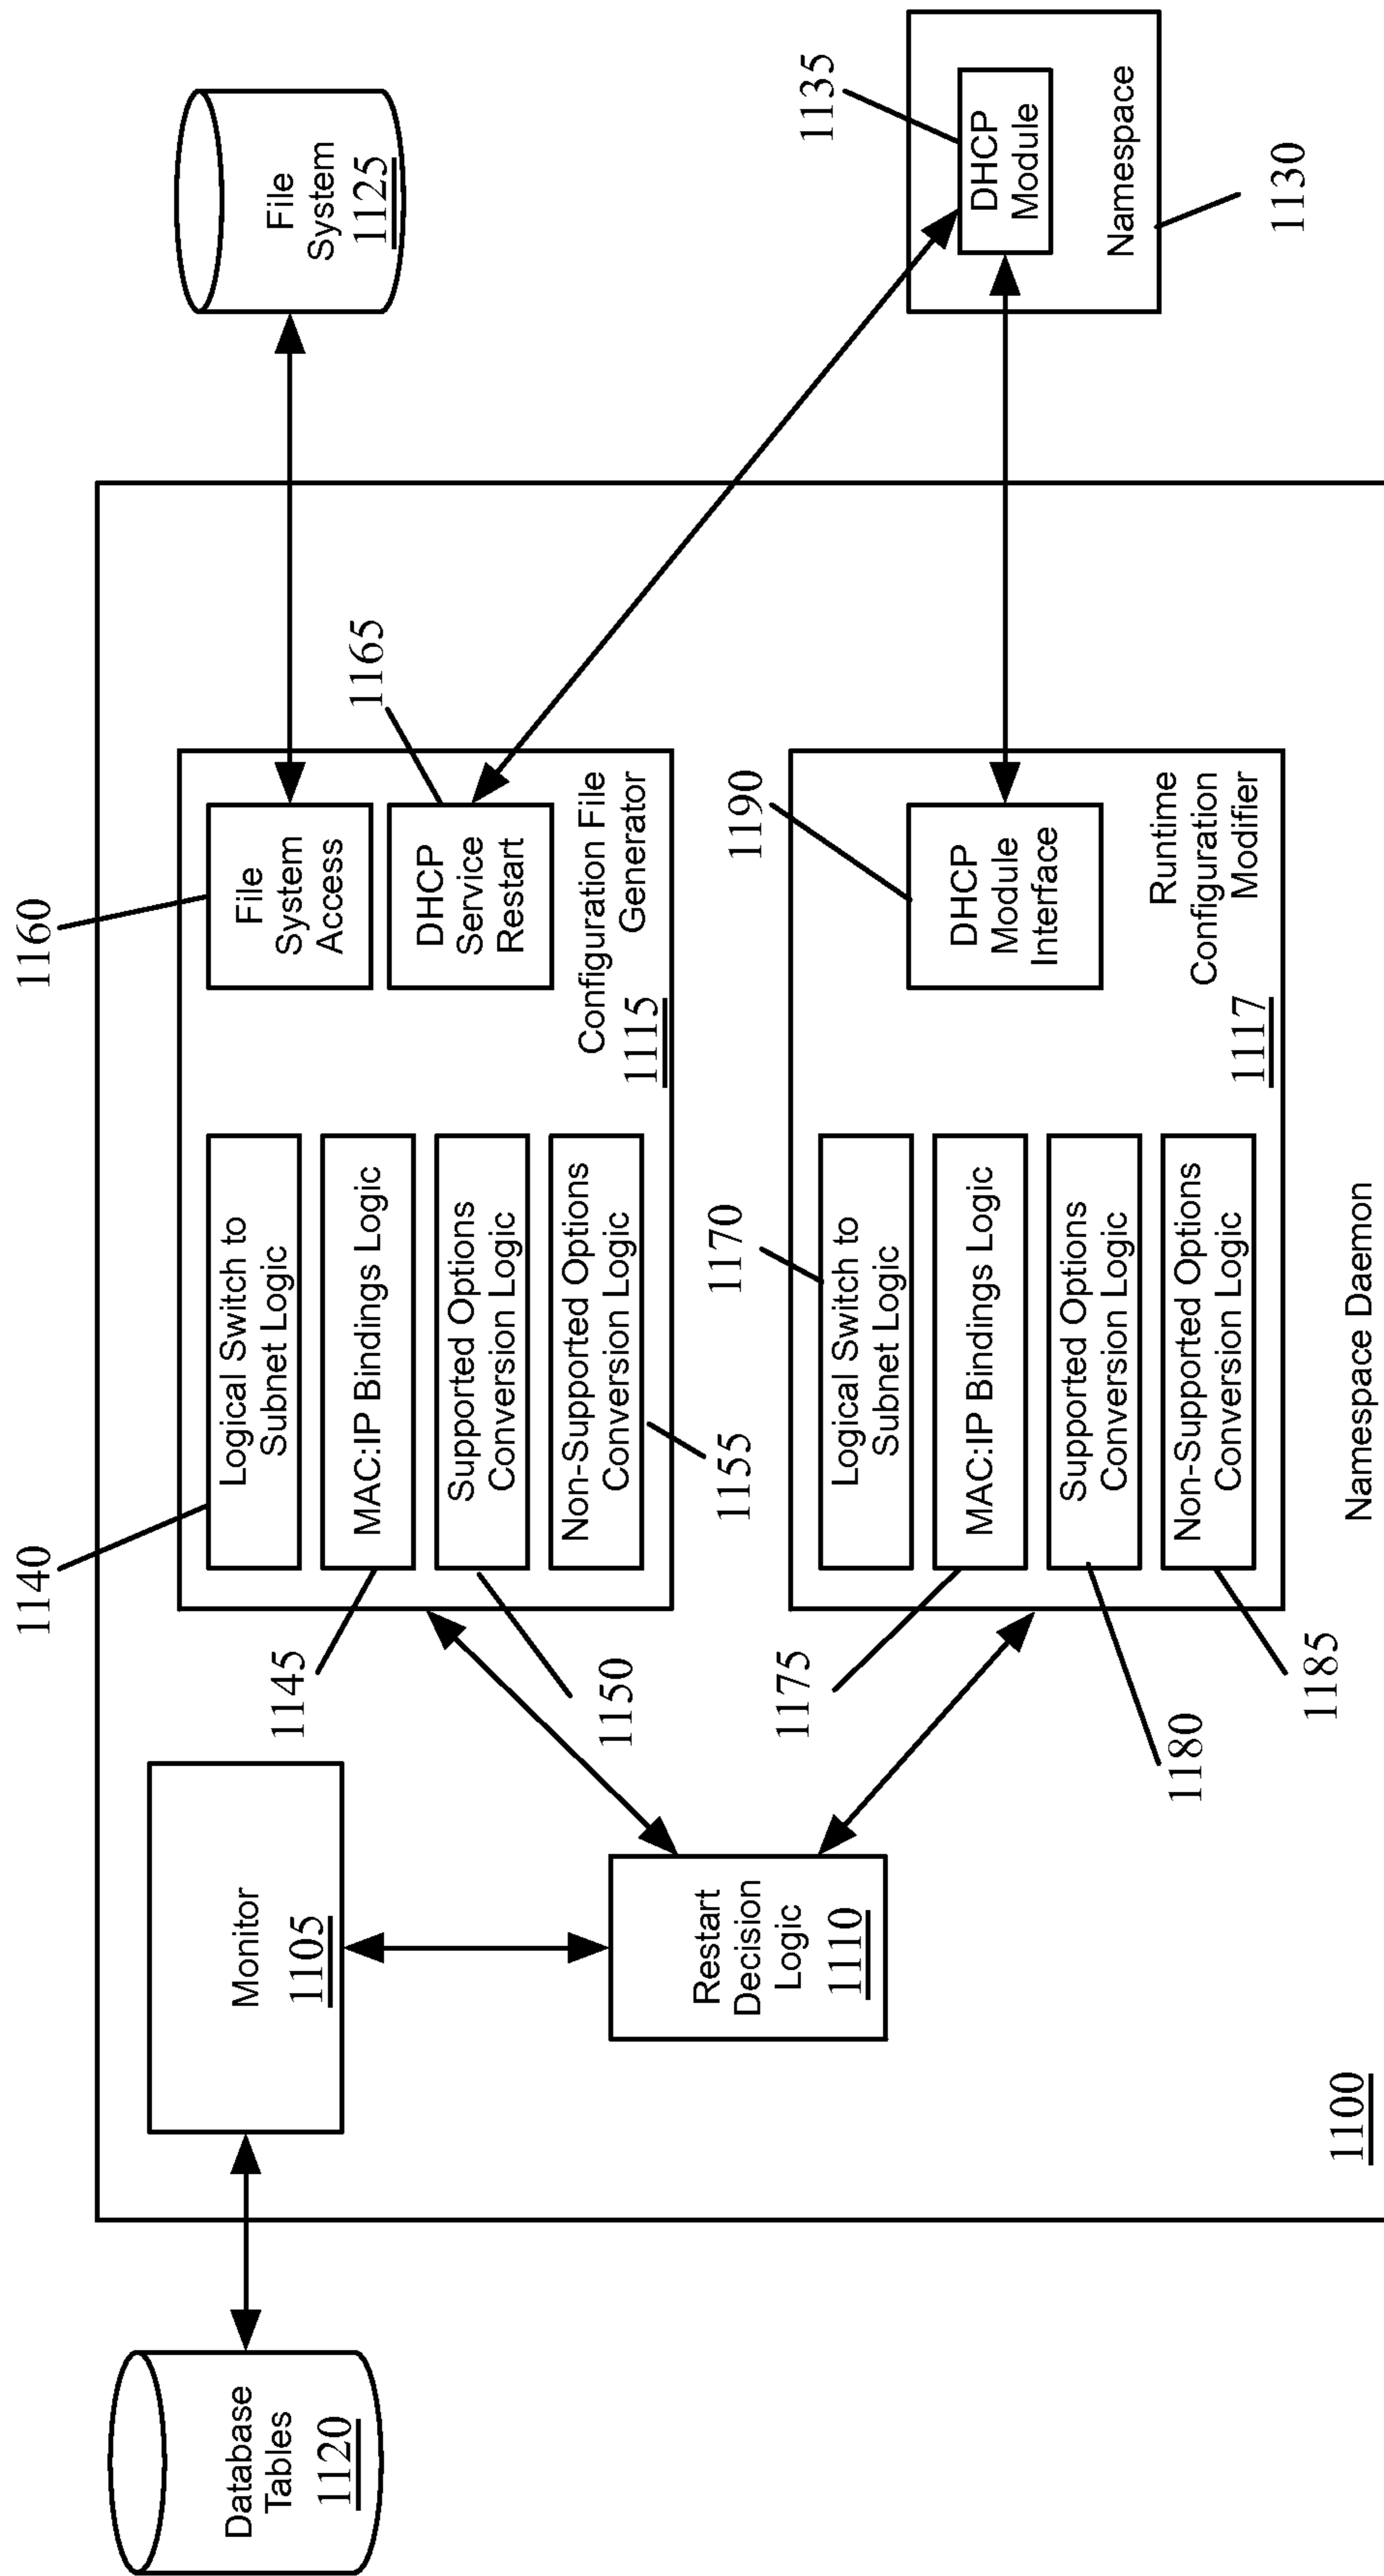 Database
Tables
1120
Monitor
1105
Restart
Decision
Logic
1110
1140
Logical Switch to
Subnet Logic
MAC:IP Bindings Logic
Supported Options
Conversion Logic
Non-Supported Options
Conversion Logic
1145
1150
1155
1160
File
System
Access
DHCP
Service
Restart
1165
Configuration File
Generator
1115
1170
Logical Switch to
Subnet Logic
MAC:IP Bindings Logic
Supported Options
Conversion Logic
Non-Supported Options
Conversion Logic
1175
1180
1185
1190
DHCP
Module
Interface
Runtime
Configuration
Modifier
1117
Namespace Daemon
1100
File
System
1125
1135
DHCP
Module
Namespace
1130